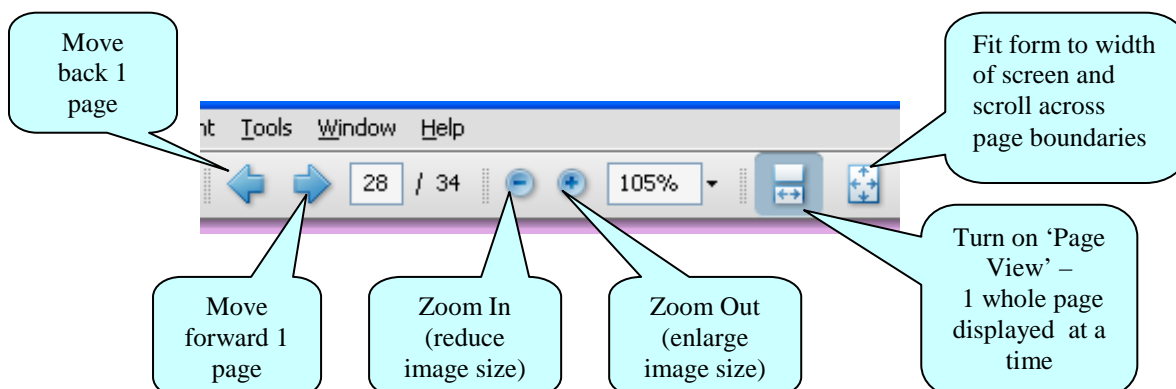 Move
back 1
page
Fit form to width
of screen and
scroll across
page boundaries
nt Tools Window Help
28 / 34 105%
Move
forward 1
page
Zoom In
(reduce
image size)
Zoom Out
(enlarge
image size)
Turn on ‘Page
View’ –
1 whole page
displayed at a
time